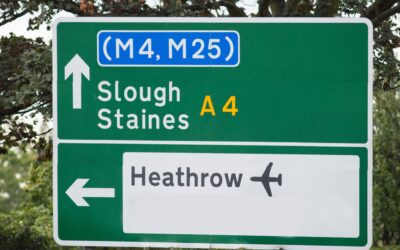 (M4, M25)
Slough
Staines A4
Heathrow